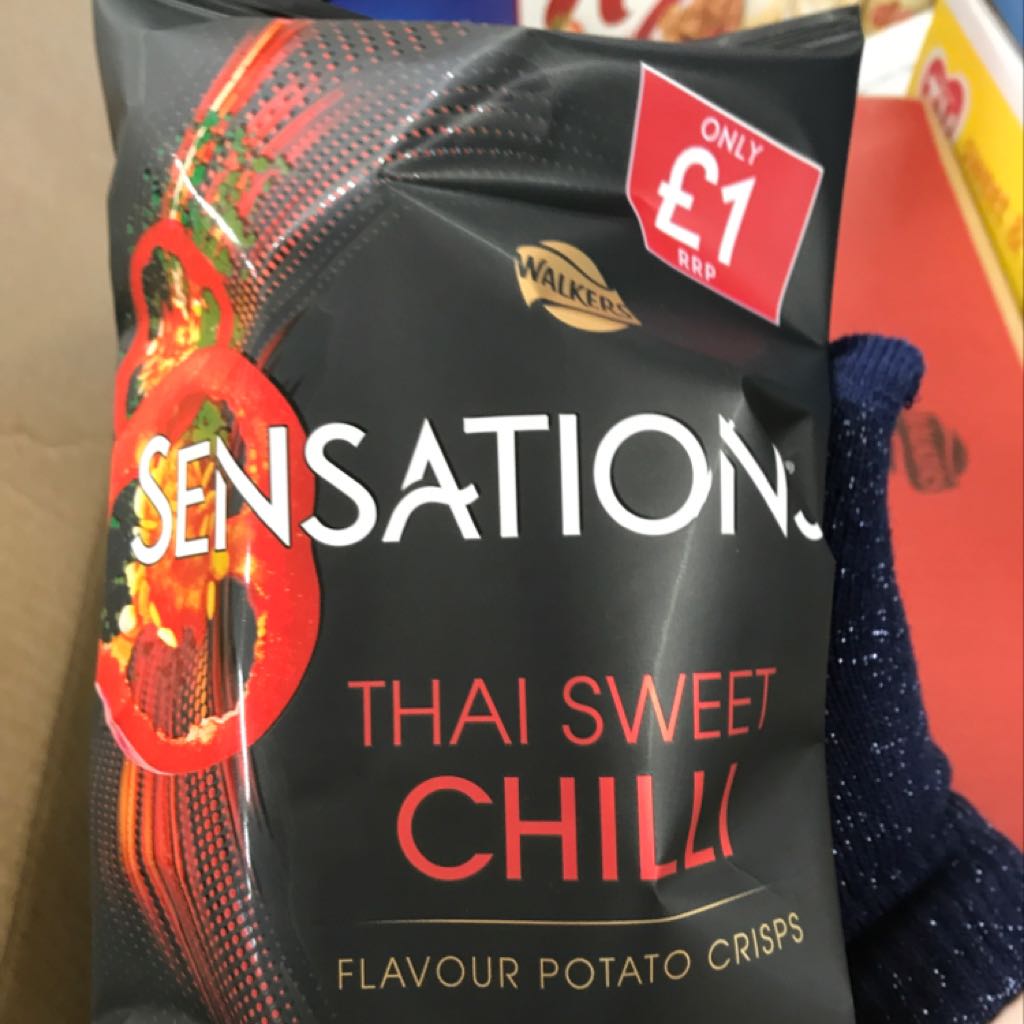 ONLY
£1
RRP
WALKERS
SENSATIONS
THAI SWEET
CHILLI
FLAVOUR POTATO CRISPS